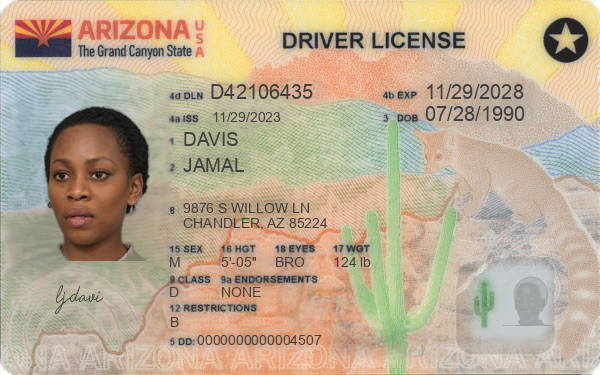 ARIZONA USA
The Grand Canyon State
DRIVER LICENSE
4d DLN D42106435 4b EXP 11/29/2028
4a ISS 11/29/2023 3 DOB 07/28/1990
1 DAVIS
2 JAMAL
8 9876 S WILLOW LN
CHANDLER, AZ 85224
15 SEX 16 HGT 18 EYES 17 WGT
M 5'-05" BRO 124 lb
9 CLASS 9a ENDORSEMENTS
D NONE
12 RESTRICTIONS
B
ljdavi
5 DD: 0000000000004507
ARIZONA ARIZONA ARIZONA ARIZONA